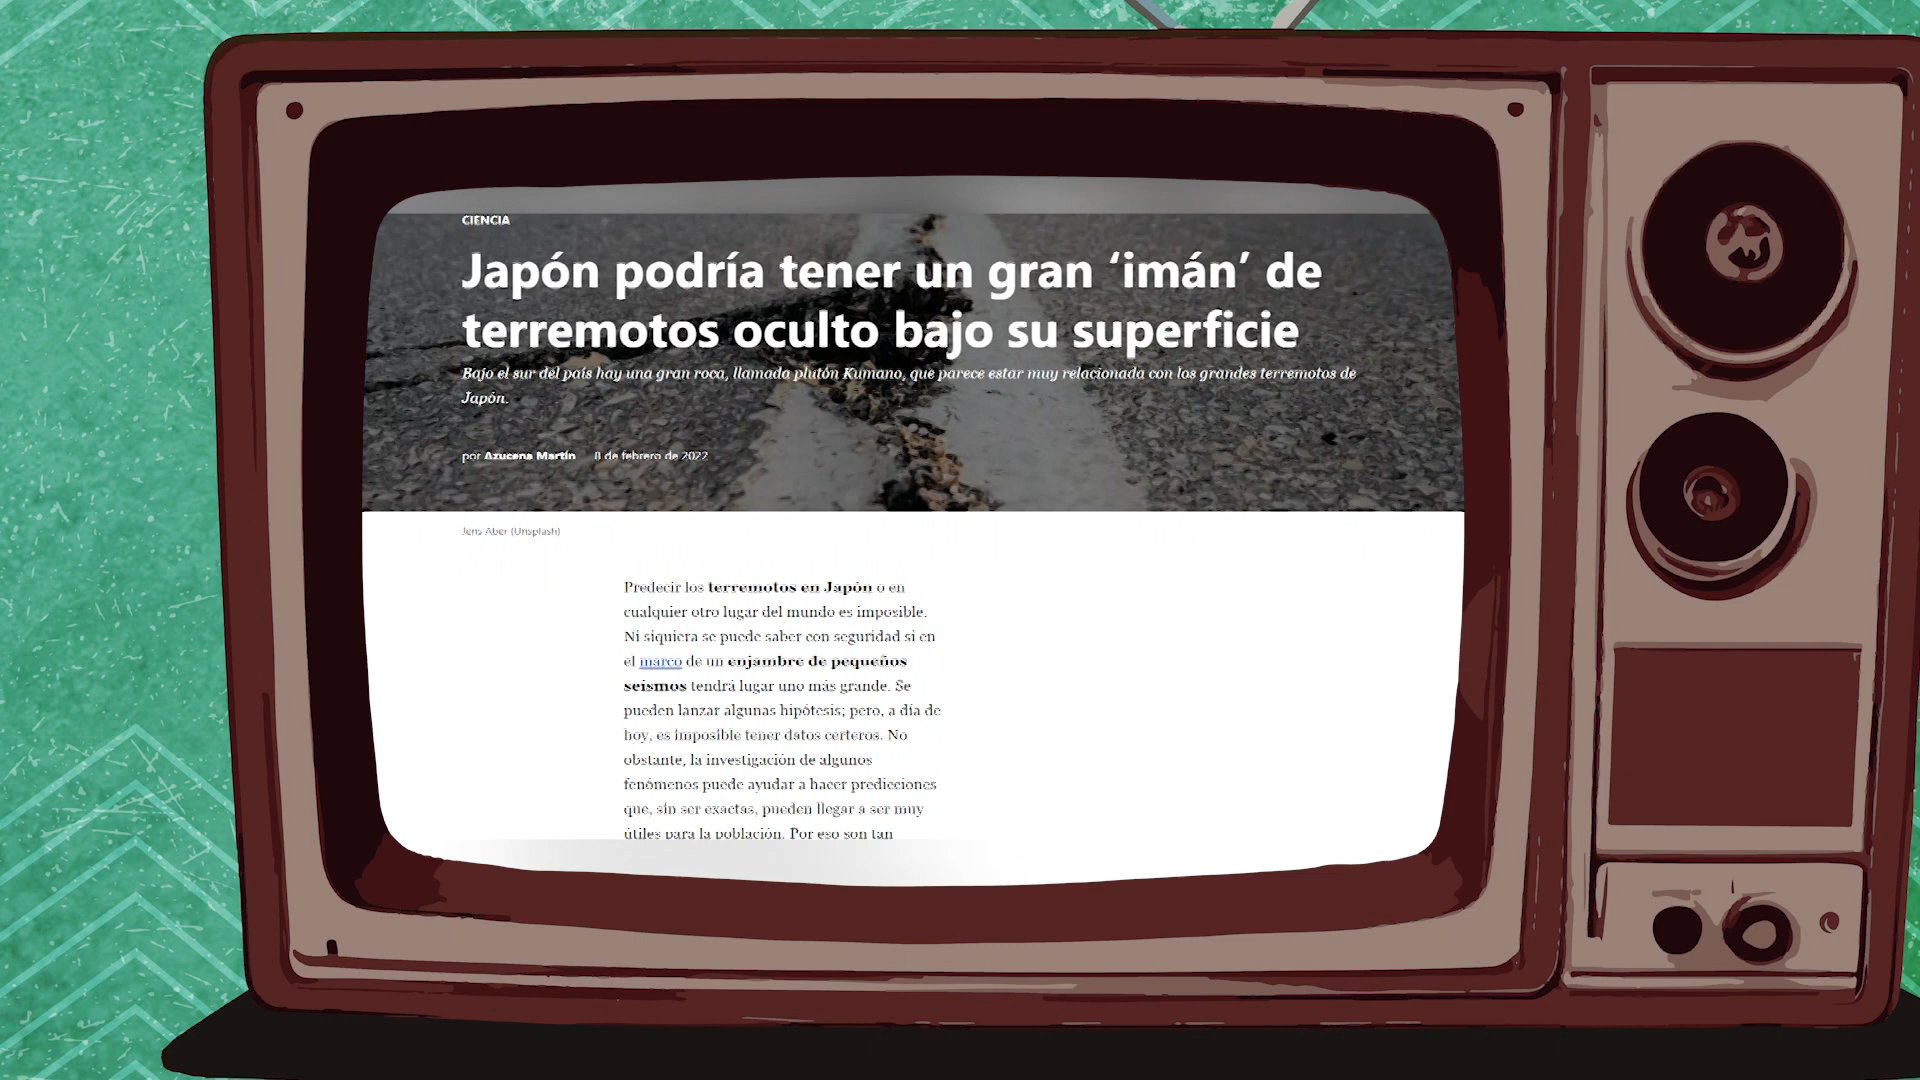 CIENCIA
Japón podría tener un gran ‘imán’ de
terremotos oculto bajo su superficie
Bajo el sur del país hay una gran roca, llamada plutón Kumano, que parece estar muy relacionada con los grandes terremotos de
Japón.
por Azucena Martín 8 de febrero de 2022
Jens Aber (Unsplash)
Predecir los terremotos en Japón o en
cualquier otro lugar del mundo es imposible.
Ni siquiera se puede saber con seguridad si en
el marco de un enjambre de pequeños
seismos tendrá lugar uno más grande. Se
pueden lanzar algunas hipótesis; pero, a día de
hoy, es imposible tener datos certeros. No
obstante, la investigación de algunos
fenómenos puede ayudar a hacer predicciones
que, sin ser exactas, pueden llegar a ser muy
útiles para la población. Por eso son tan